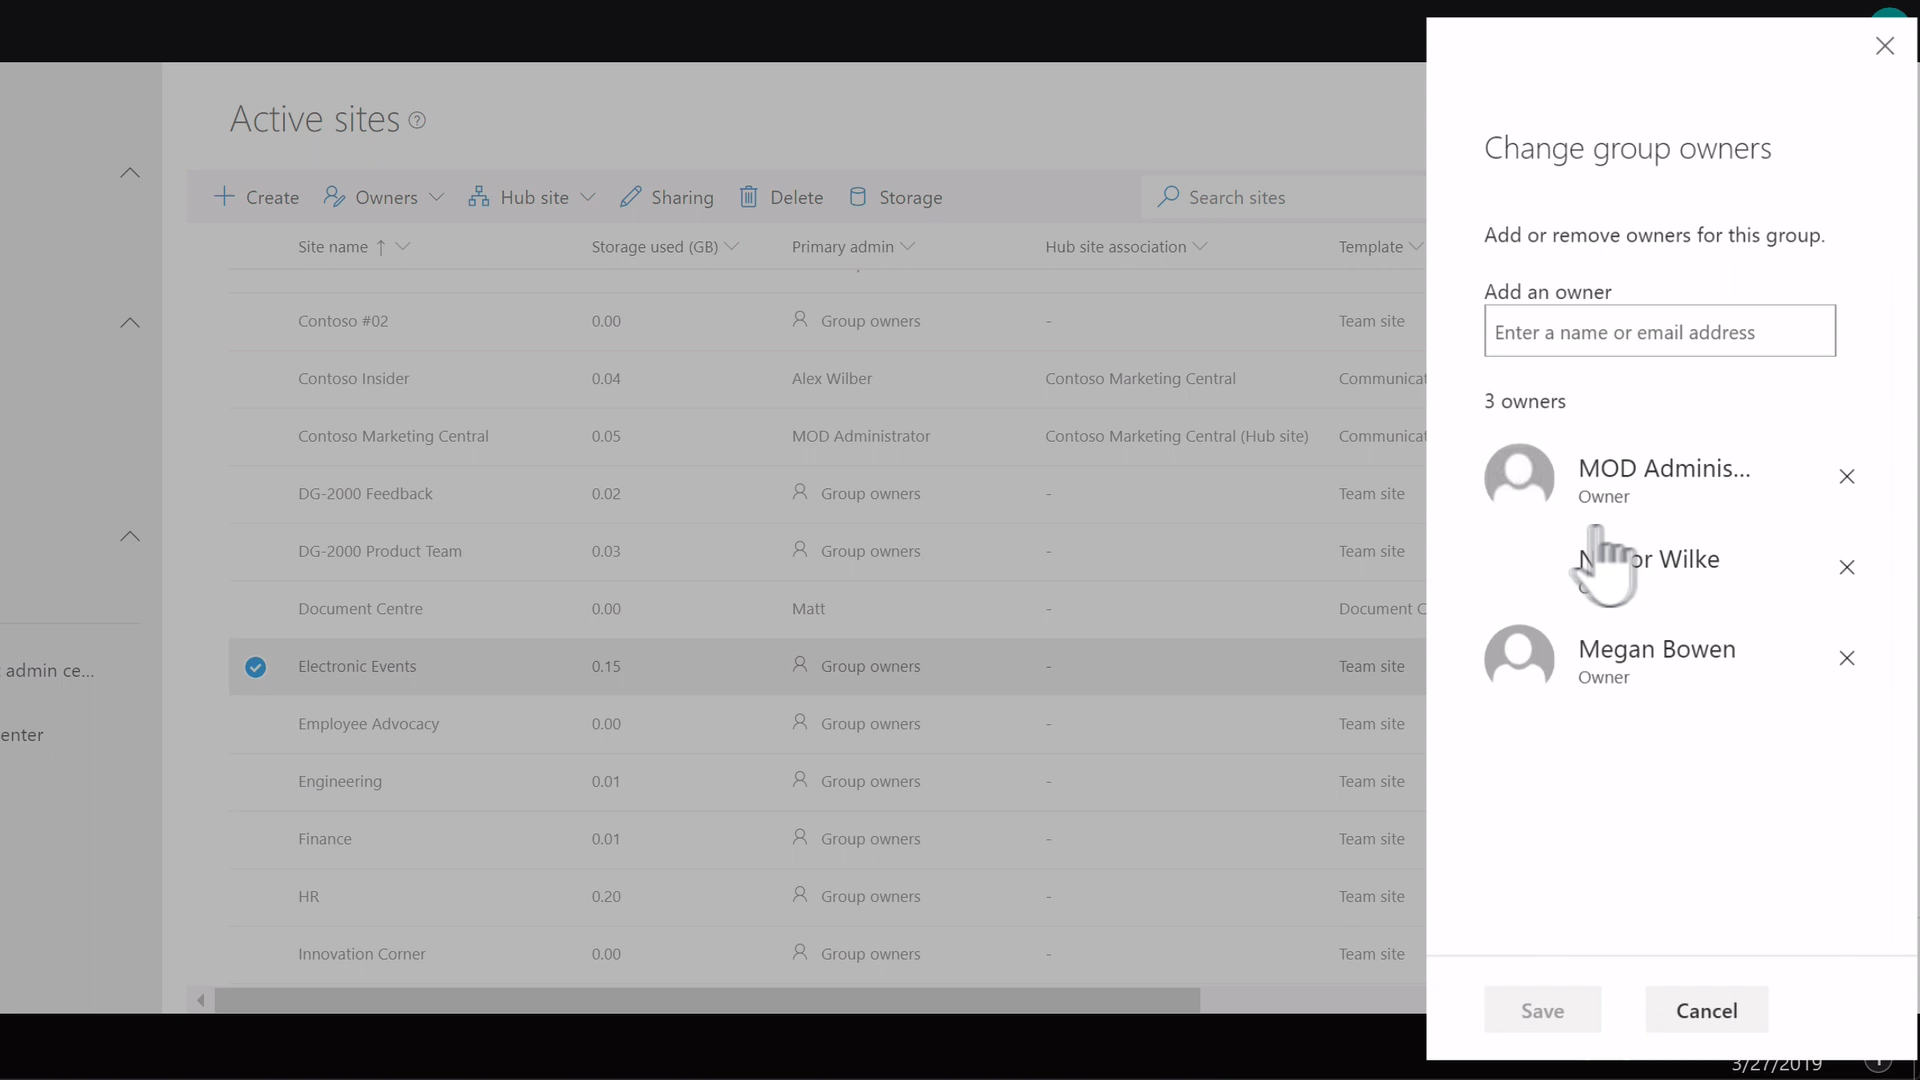 Active sites
Create
Owners
Hub site
Sharing
Delete
Storage
Search sites
Site name
Storage used (GB)
Primary admin
Hub site association
Template
Contoso #02 0.00 Group owners - Team site
Contoso Insider 0.04 Alex Wilber Contoso Marketing Central Communicat
Contoso Marketing Central 0.05 MOD Administrator Contoso Marketing Central (Hub site) Communicat
DG-2000 Feedback 0.02 Group owners - Team site
DG-2000 Product Team 0.03 Group owners - Team site
Document Centre 0.00 Matt - Document C
Electronic Events 0.15 Group owners - Team site
Employee Advocacy 0.00 Group owners - Team site
Engineering 0.01 Group owners - Team site
Finance 0.01 Group owners - Team site
HR 0.20 Group owners - Team site
Innovation Corner 0.00 Group owners - Team site
admin ce...
enter
Change group owners
Add or remove owners for this group.
Add an owner
Enter a name or email address
3 owners
MOD Adminis...
Owner
Wilke
Megan Bowen
Owner
Save
Cancel
3/27/2019